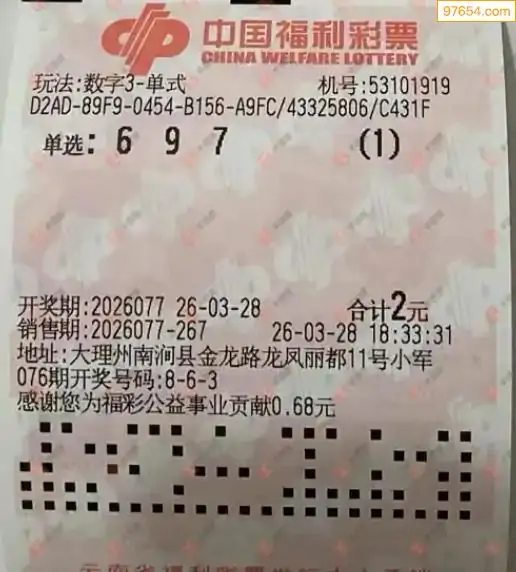 97654.com
中国福利彩票
CHINA WELFARE LOTTERY
玩法:数字3-单式 机号:53101919
D2AD-89F9-0454-B156-A9FC/43325806/C431F
单选: 6 9 7 (1)
开奖期:2026077 26-03-28 合计2元
销售期:2026077-267 26-03-28 18:33:31
地址:大理州南涧县金龙路龙凤丽都11号小军
076期开奖号码:8-6-3
感谢您为福彩公益事业贡献0.68元